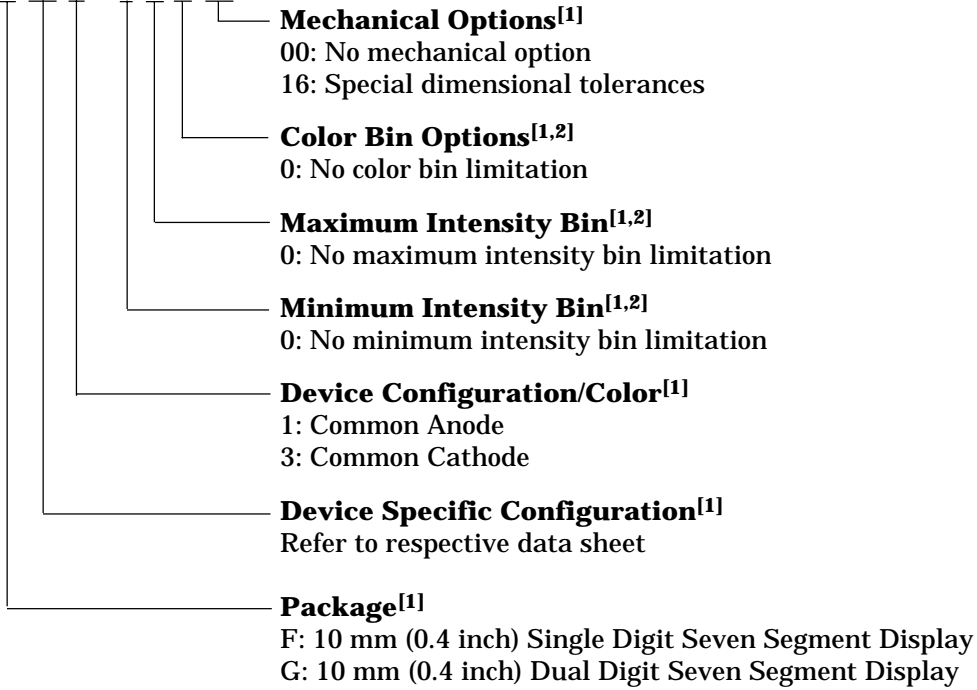 Mechanical Options[1]
00: No mechanical option
16: Special dimensional tolerances
Color Bin Options[1,2]
0: No color bin limitation
Maximum Intensity Bin[1,2]
0: No maximum intensity bin limitation
Minimum Intensity Bin[1,2]
0: No minimum intensity bin limitation
Device Configuration/Color[1]
1: Common Anode
3: Common Cathode
Device Specific Configuration[1]
Refer to respective data sheet
Package[1]
F: 10 mm (0.4 inch) Single Digit Seven Segment Display
G: 10 mm (0.4 inch) Dual Digit Seven Segment Display